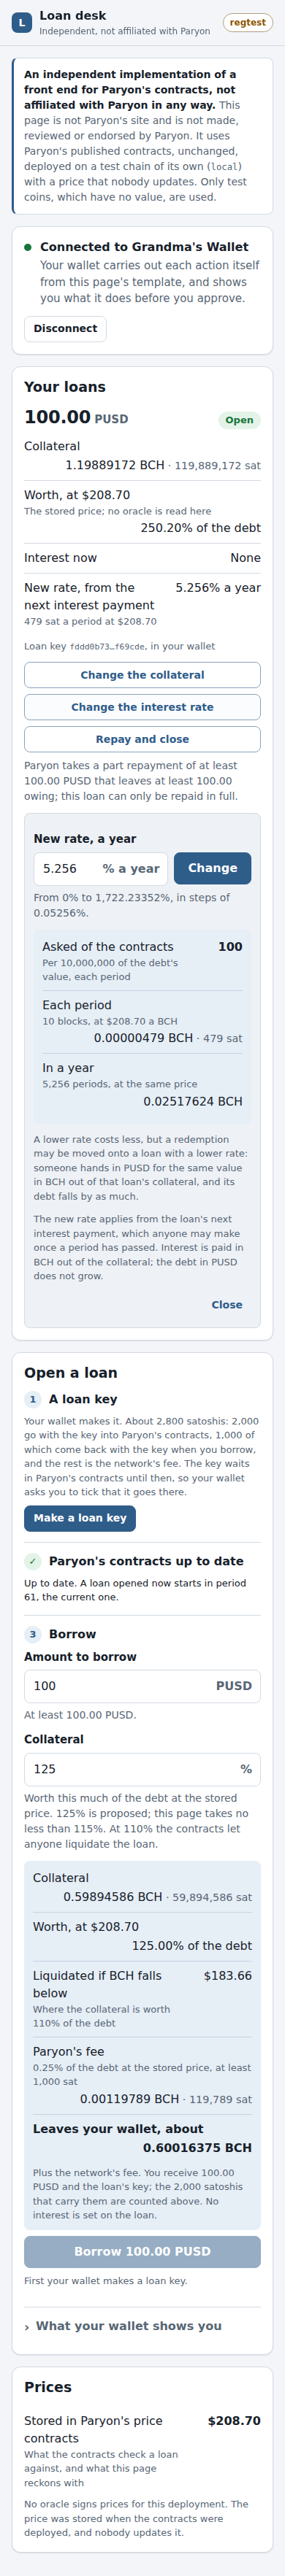 L
Loan desk
Independent, not affiliated with Paryon
regtest
An independent implementation of a
front end for Paryon's contracts, not
affiliated with Paryon in any way. This
page is not Paryon's site and is not made,
reviewed or endorsed by Paryon. It uses
Paryon's published contracts, unchanged,
deployed on a test chain of its own (local)
with a price that nobody updates. Only test
coins, which have no value, are used.
Connected to Grandma's Wallet
Your wallet carries out each action itself
from this page's template, and shows
you what it does before you approve.
Disconnect
Your loans
100.00 PUSD
Open
Collateral
1.19889172 BCH · 119,889,172 sat
Worth, at $208.70
The stored price; no oracle is read here
250.20% of the debt
Interest now None
New rate, from the 5.256% a year
next interest payment
479 sat a period at $208.70
Loan key fddd0b73…f69cde, in your wallet
Change the collateral
Change the interest rate
Repay and close
Paryon takes a part repayment of at least
100.00 PUSD that leaves at least 100.00
owing; this loan can only be repaid in full.
New rate, a year
5.256 % a year Change
From 0% to 1,722.23352%, in steps of
0.05256%.
Asked of the contracts 100
Per 10,000,000 of the debt's
value, each period
Each period
10 blocks, at $208.70 a BCH
0.00000479 BCH · 479 sat
In a year
5,256 periods, at the same price
0.02517624 BCH
A lower rate costs less, but a redemption
may be moved onto a loan with a lower rate:
someone hands in PUSD for the same value
in BCH out of that loan's collateral, and its
debt falls by as much.
The new rate applies from the loan's next
interest payment, which anyone may make
once a period has passed. Interest is paid in
BCH out of the collateral; the debt in PUSD
does not grow.
Close
Open a loan
1 A loan key
Your wallet makes it. About 2,800 satoshis: 2,000
go with the key into Paryon's contracts, 1,000 of
which come back with the key when you borrow,
and the rest is the network's fee. The key waits
in Paryon's contracts until then, so your wallet
asks you to tick that it goes there.
Make a loan key
✓ Paryon's contracts up to date
Up to date. A loan opened now starts in period
61, the current one.
3 Borrow
Amount to borrow
100 PUSD
At least 100.00 PUSD.
Collateral
125 %
Worth this much of the debt at the stored
price. 125% is proposed; this page takes no
less than 115%. At 110% the contracts let
anyone liquidate the loan.
Collateral
0.59894586 BCH · 59,894,586 sat
Worth, at $208.70
125.00% of the debt
Liquidated if BCH falls $183.66
below
Where the collateral is worth
110% of the debt
Paryon's fee
0.25% of the debt at the stored price, at least
1,000 sat
0.00119789 BCH · 119,789 sat
Leaves your wallet, about
0.60016375 BCH
Plus the network's fee. You receive 100.00
PUSD and the loan's key; the 2,000 satoshis
that carry them are counted above. No
interest is set on the loan.
Borrow 100.00 PUSD
First your wallet makes a loan key.
› What your wallet shows you
Prices
Stored in Paryon's price $208.70
contracts
What the contracts check a loan
against, and what this page
reckons with
No oracle signs prices for this deployment. The
price was stored when the contracts were
deployed, and nobody updates it.